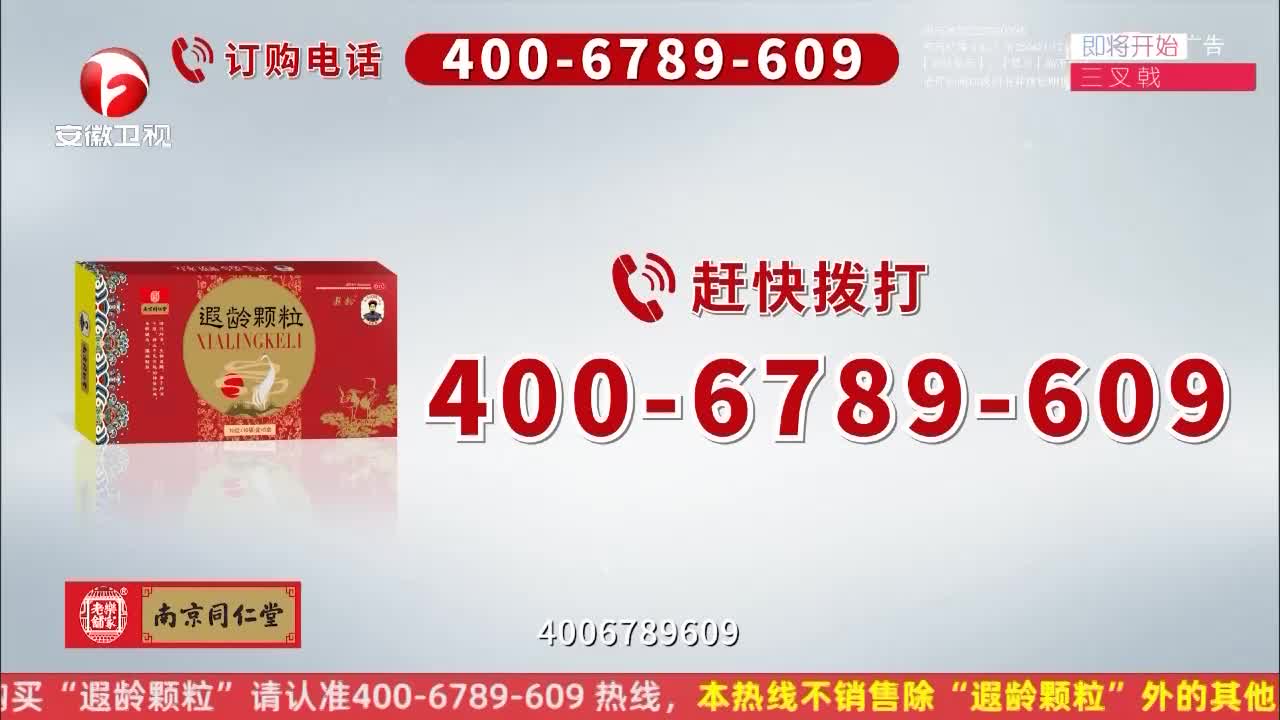 订购电话 400-6789-609
即将开始 广告
三叉戟
安徽卫视
赶快拨打
400-6789-609
南京同仁堂
遐龄颗粒
XIALINGKELI
老铺
樂家
南京同仁堂
4006789609
购买“遐龄颗粒”请认准400-6789-609 热线，本热线不销售除“遐龄颗粒”外的其他